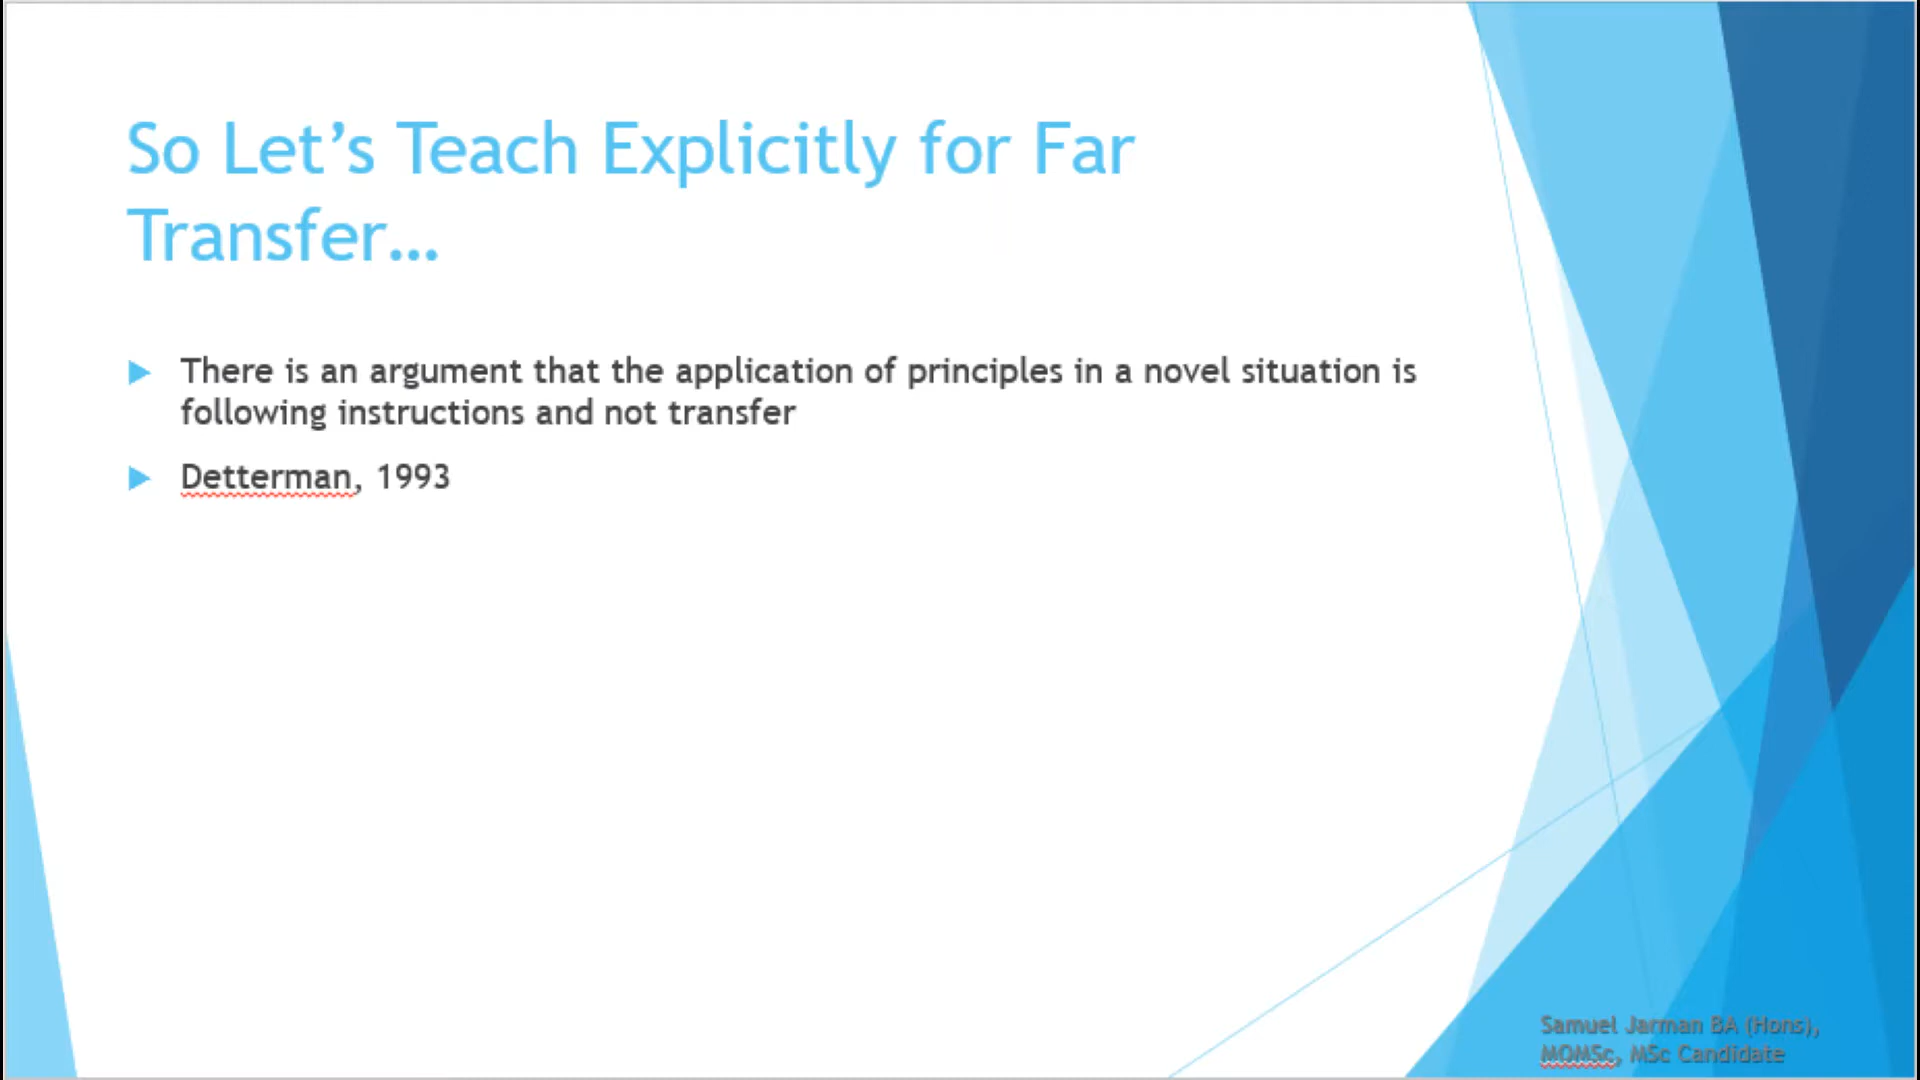 So Let’s Teach Explicitly for Far
Transfer…
There is an argument that the application of principles in a novel situation is
following instructions and not transfer
Detterman, 1993
Samuel Jarman BA (Hons),
MOMSc, MSc Candidate